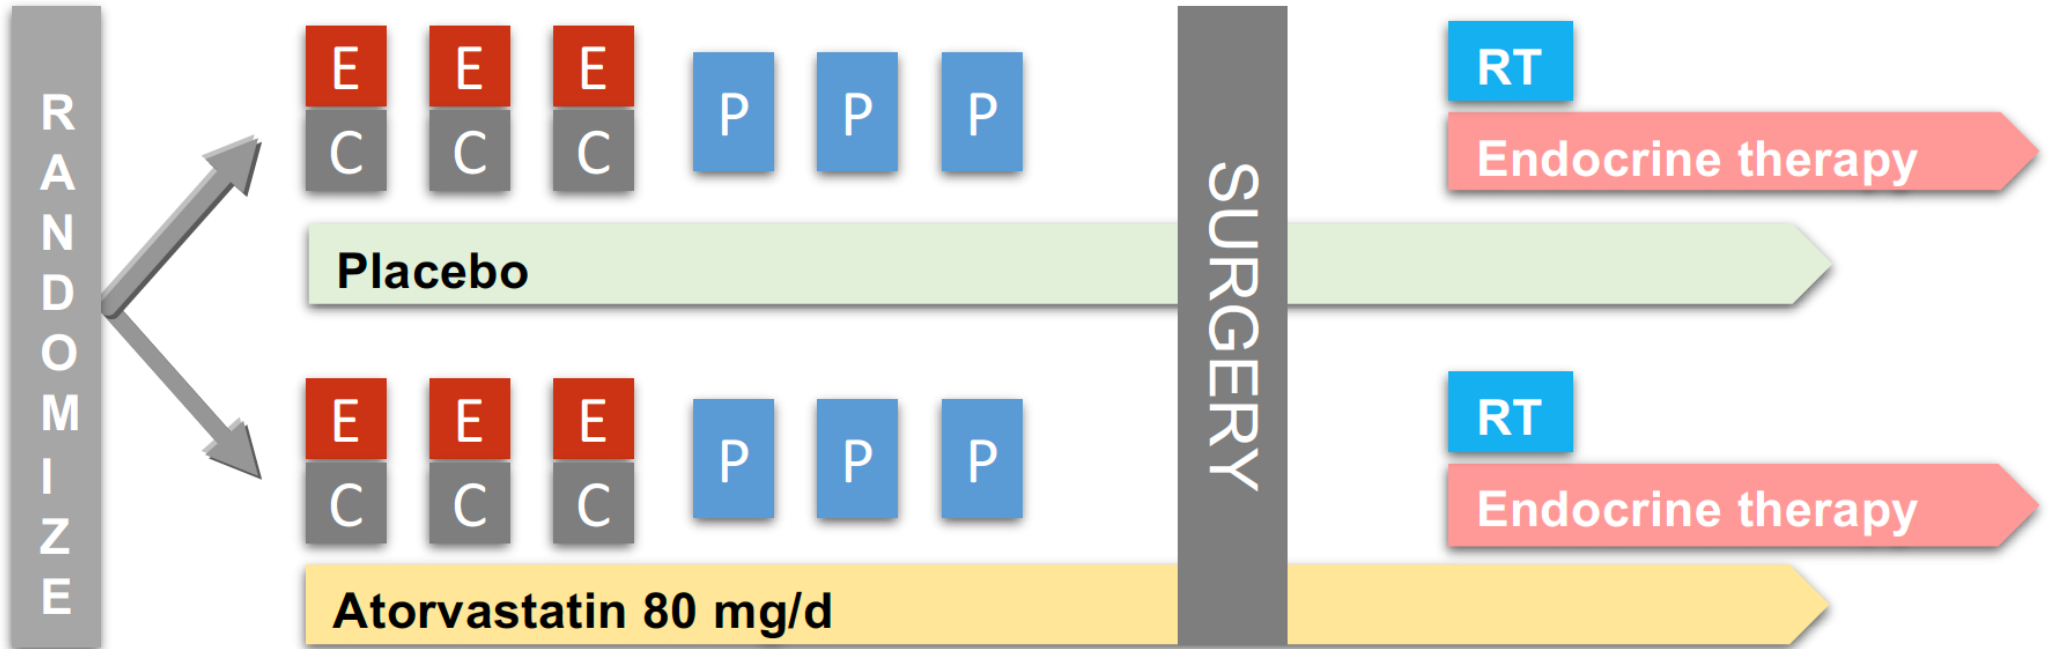 RANDOMIZE
E E E
C C C
P P P
Placebo
SURGERY
RT
Endocrine therapy
E E E
C C C
P P P
Atorvastatin 80 mg/d
RT
Endocrine therapy